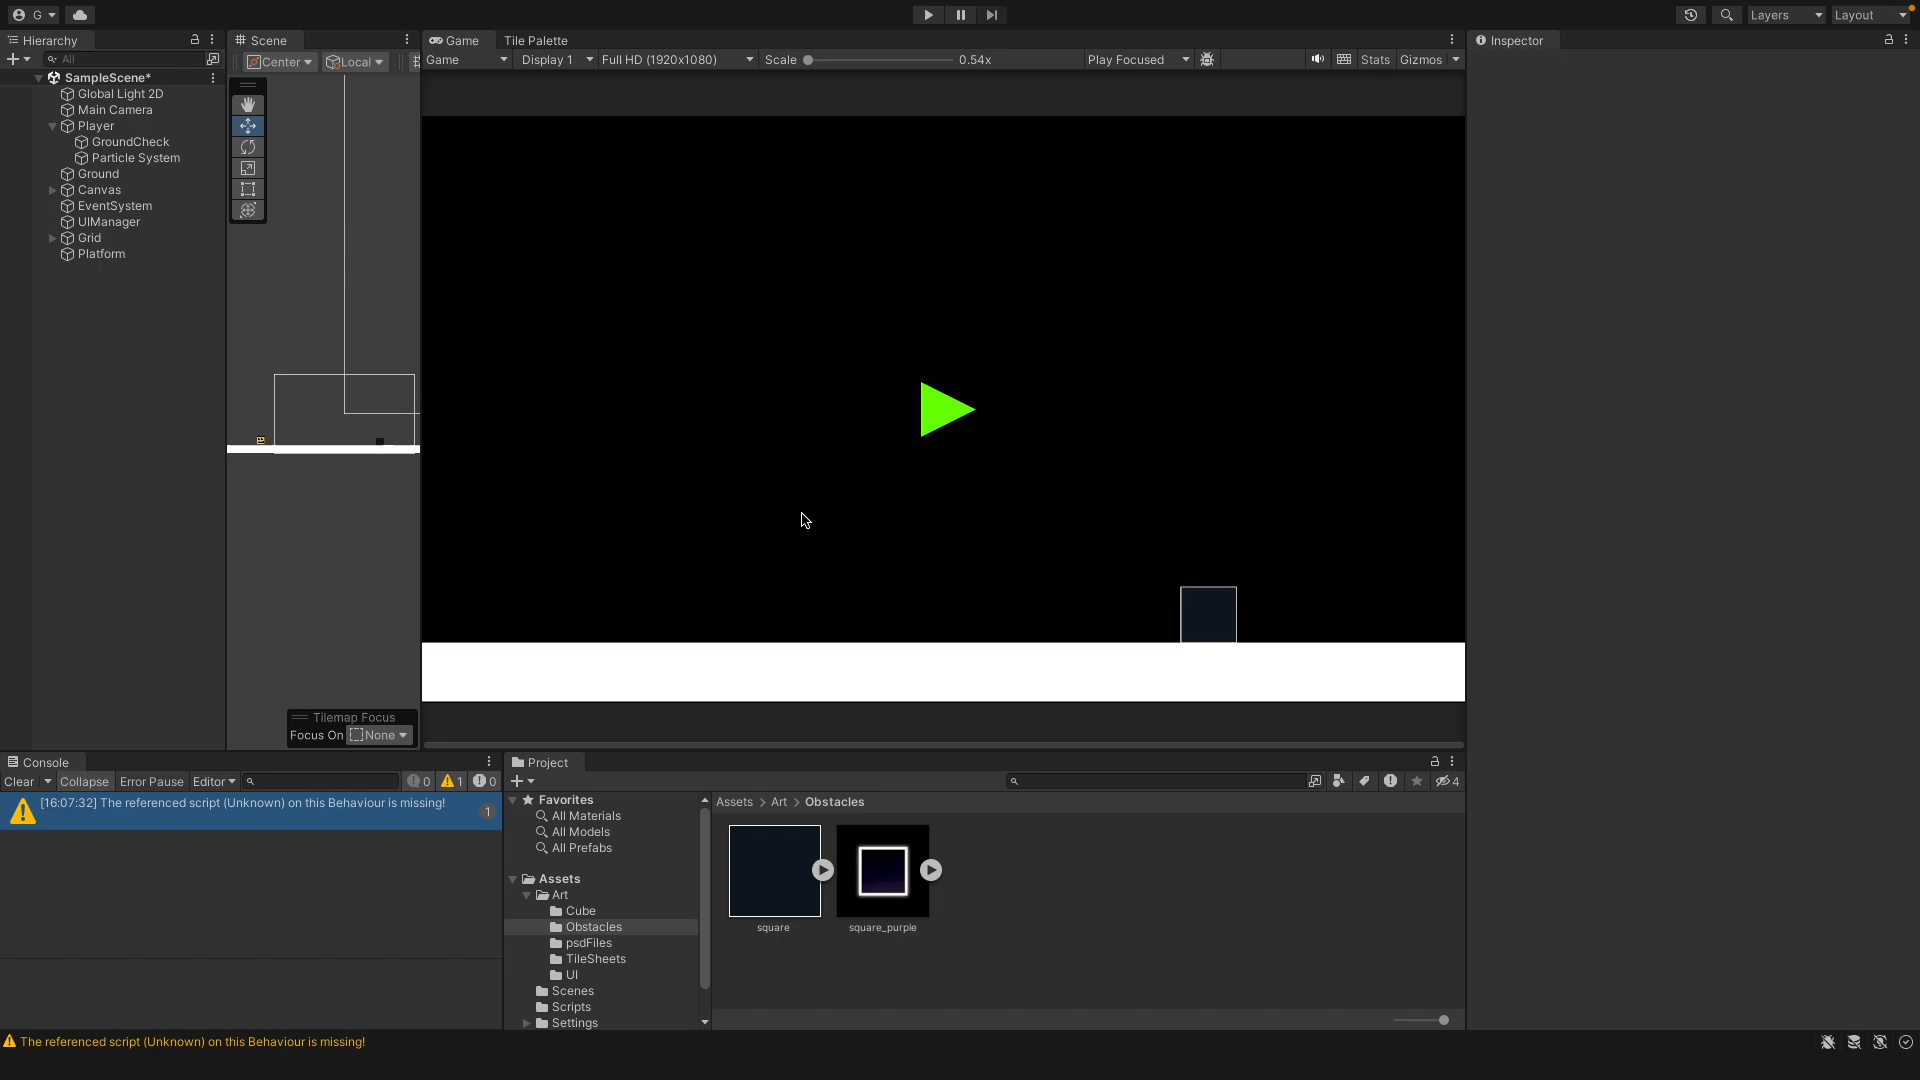 G
Layers
Layout
Hierarchy
Scene
Game
Tile Palette
Inspector
All
Center
Local
Game
Display 1
Full HD (1920x1080)
Scale
0.54x
Play Focused
Stats
Gizmos
SampleScene*
Global Light 2D
Main Camera
Player
GroundCheck
Particle System
Ground
Canvas
EventSystem
UIManager
Grid
Platform
Tilemap Focus
Focus On
None
Console
Clear
Collapse
Error Pause
Editor
0
1
0
[16:07:32] The referenced script (Unknown) on this Behaviour is missing!
1
Project
4
Favorites
All Materials
All Models
All Prefabs
Assets
Art
Cube
Obstacles
psdFiles
TileSheets
UI
Scenes
Scripts
Settings
Assets > Art > Obstacles
square
square_purple
The referenced script (Unknown) on this Behaviour is missing!